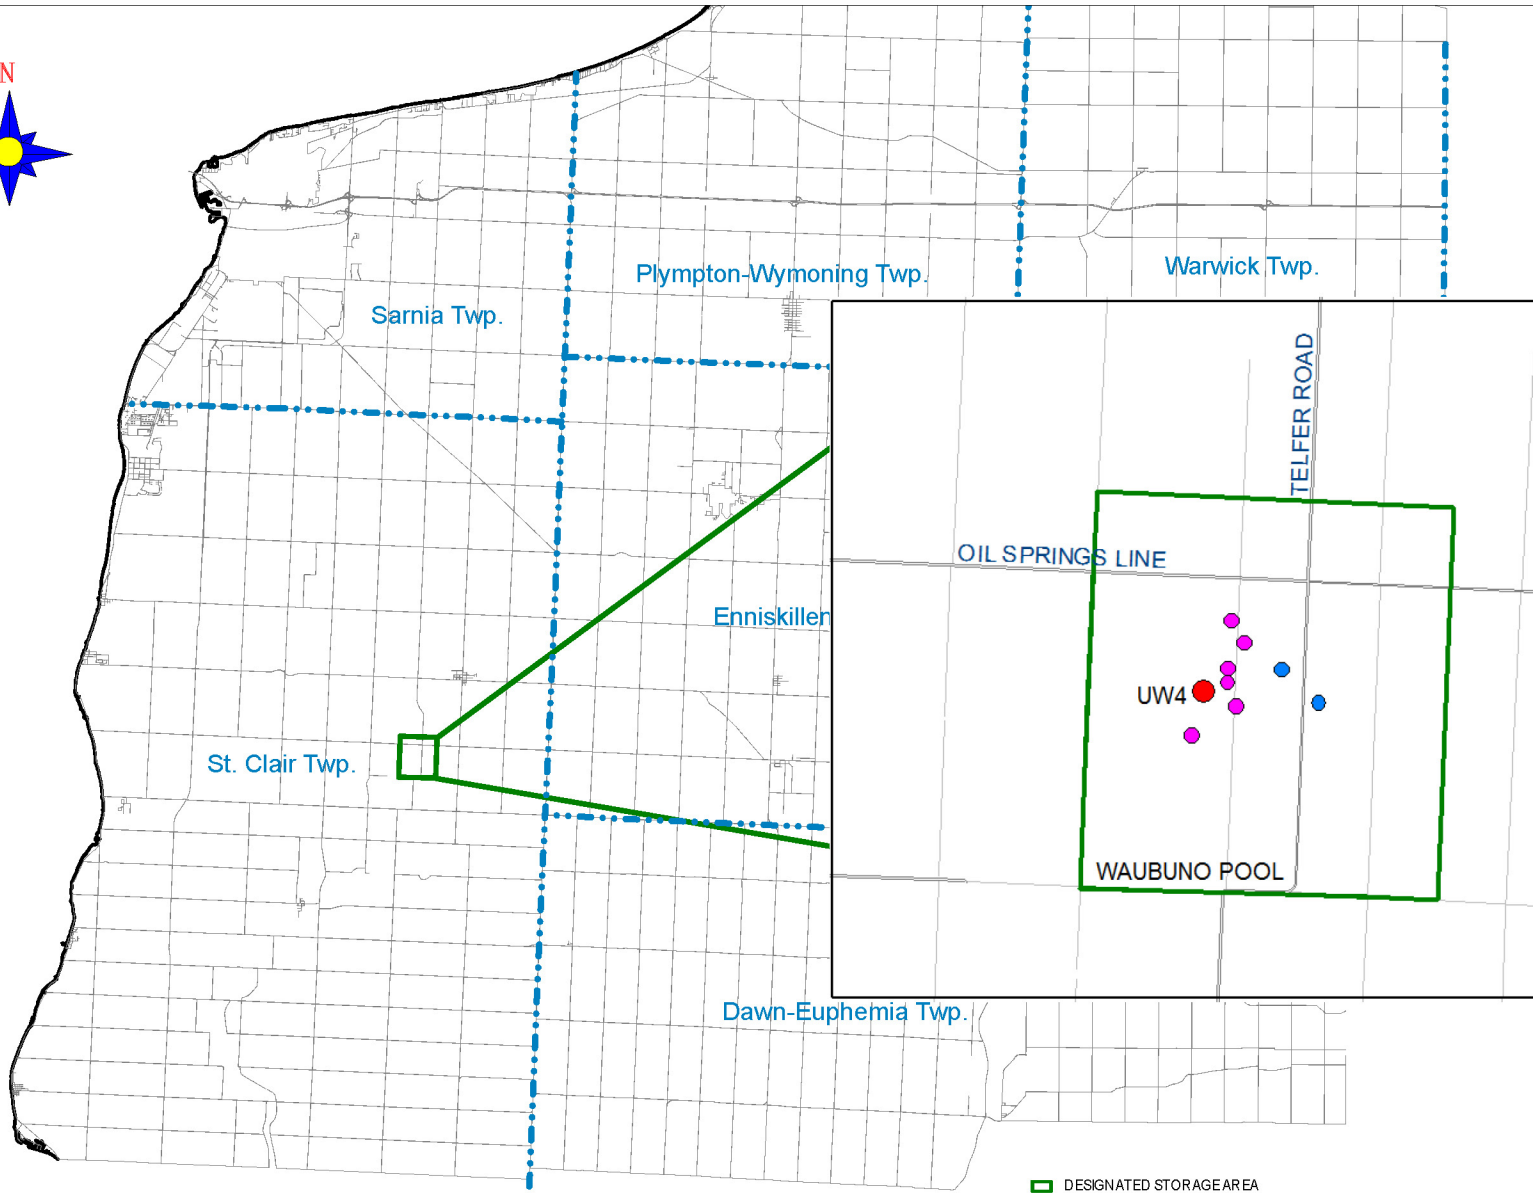 N
Plympton-Wymoning Twp.
Warwick Twp.
Sarnia Twp.
TELFER ROAD
OIL SPRINGS LINE
Enniskillen
UW4
St. Clair Twp.
WAUBUNO POOL
Dawn-Euphemia Twp.
DESIGNATED STORAGE AREA